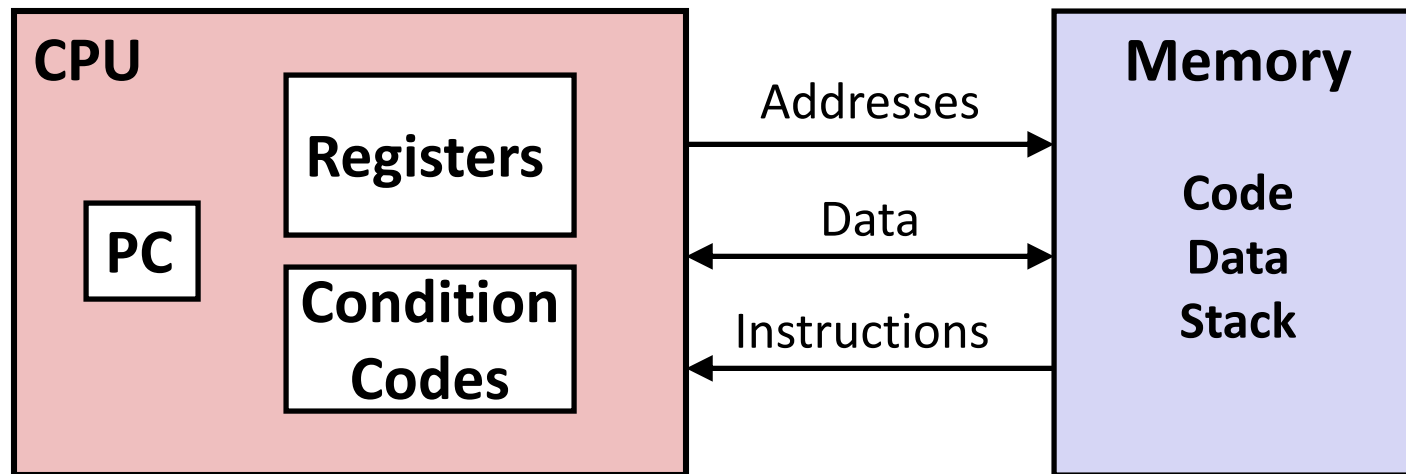 CPU
Registers
PC
Condition
Codes
Addresses
Data
Instructions
Memory
Code
Data
Stack